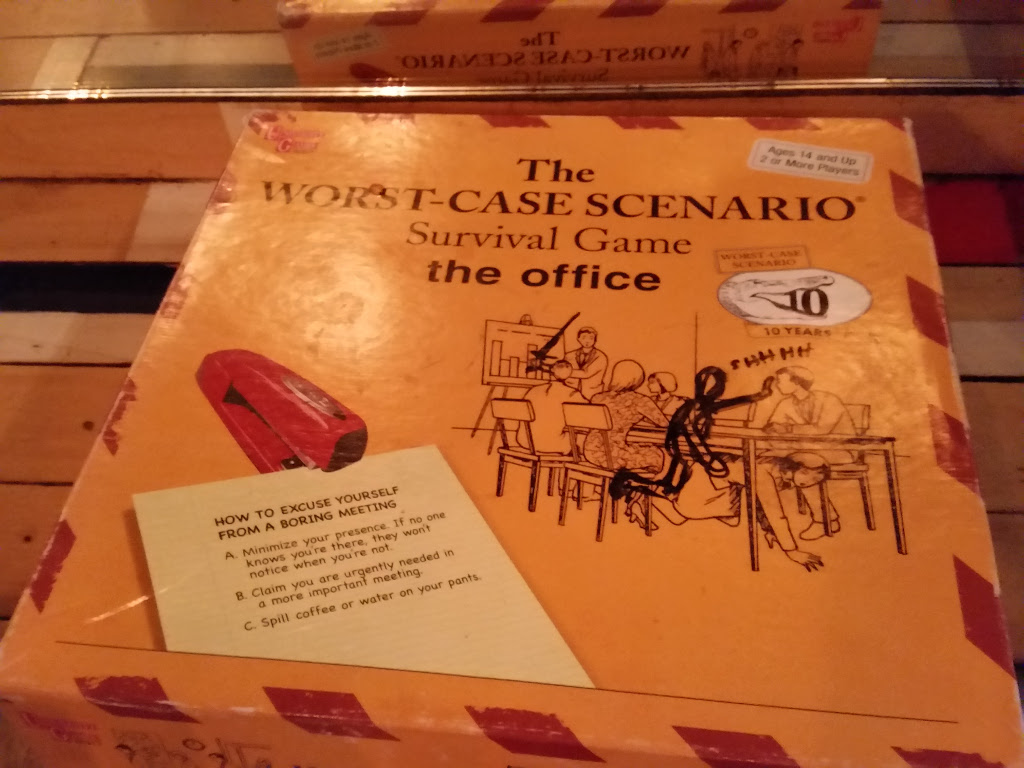 The
WORST-CASE SCENARIO
Survival Game
University
Games
Ages 14 and Up
2 or More Players
The
WORST-CASE SCENARIO®
Survival Game
the office
WORST-CASE
SCENARIO
10
10 YEARS
SHHHHH
HOW TO EXCUSE YOURSELF
FROM A BORING MEETING
A. Minimize your presence. If no one
knows you're there, they won't
notice when you're not.
B. Claim you are urgently needed in
a more important meeting.
C. Spill coffee or water on your pants.